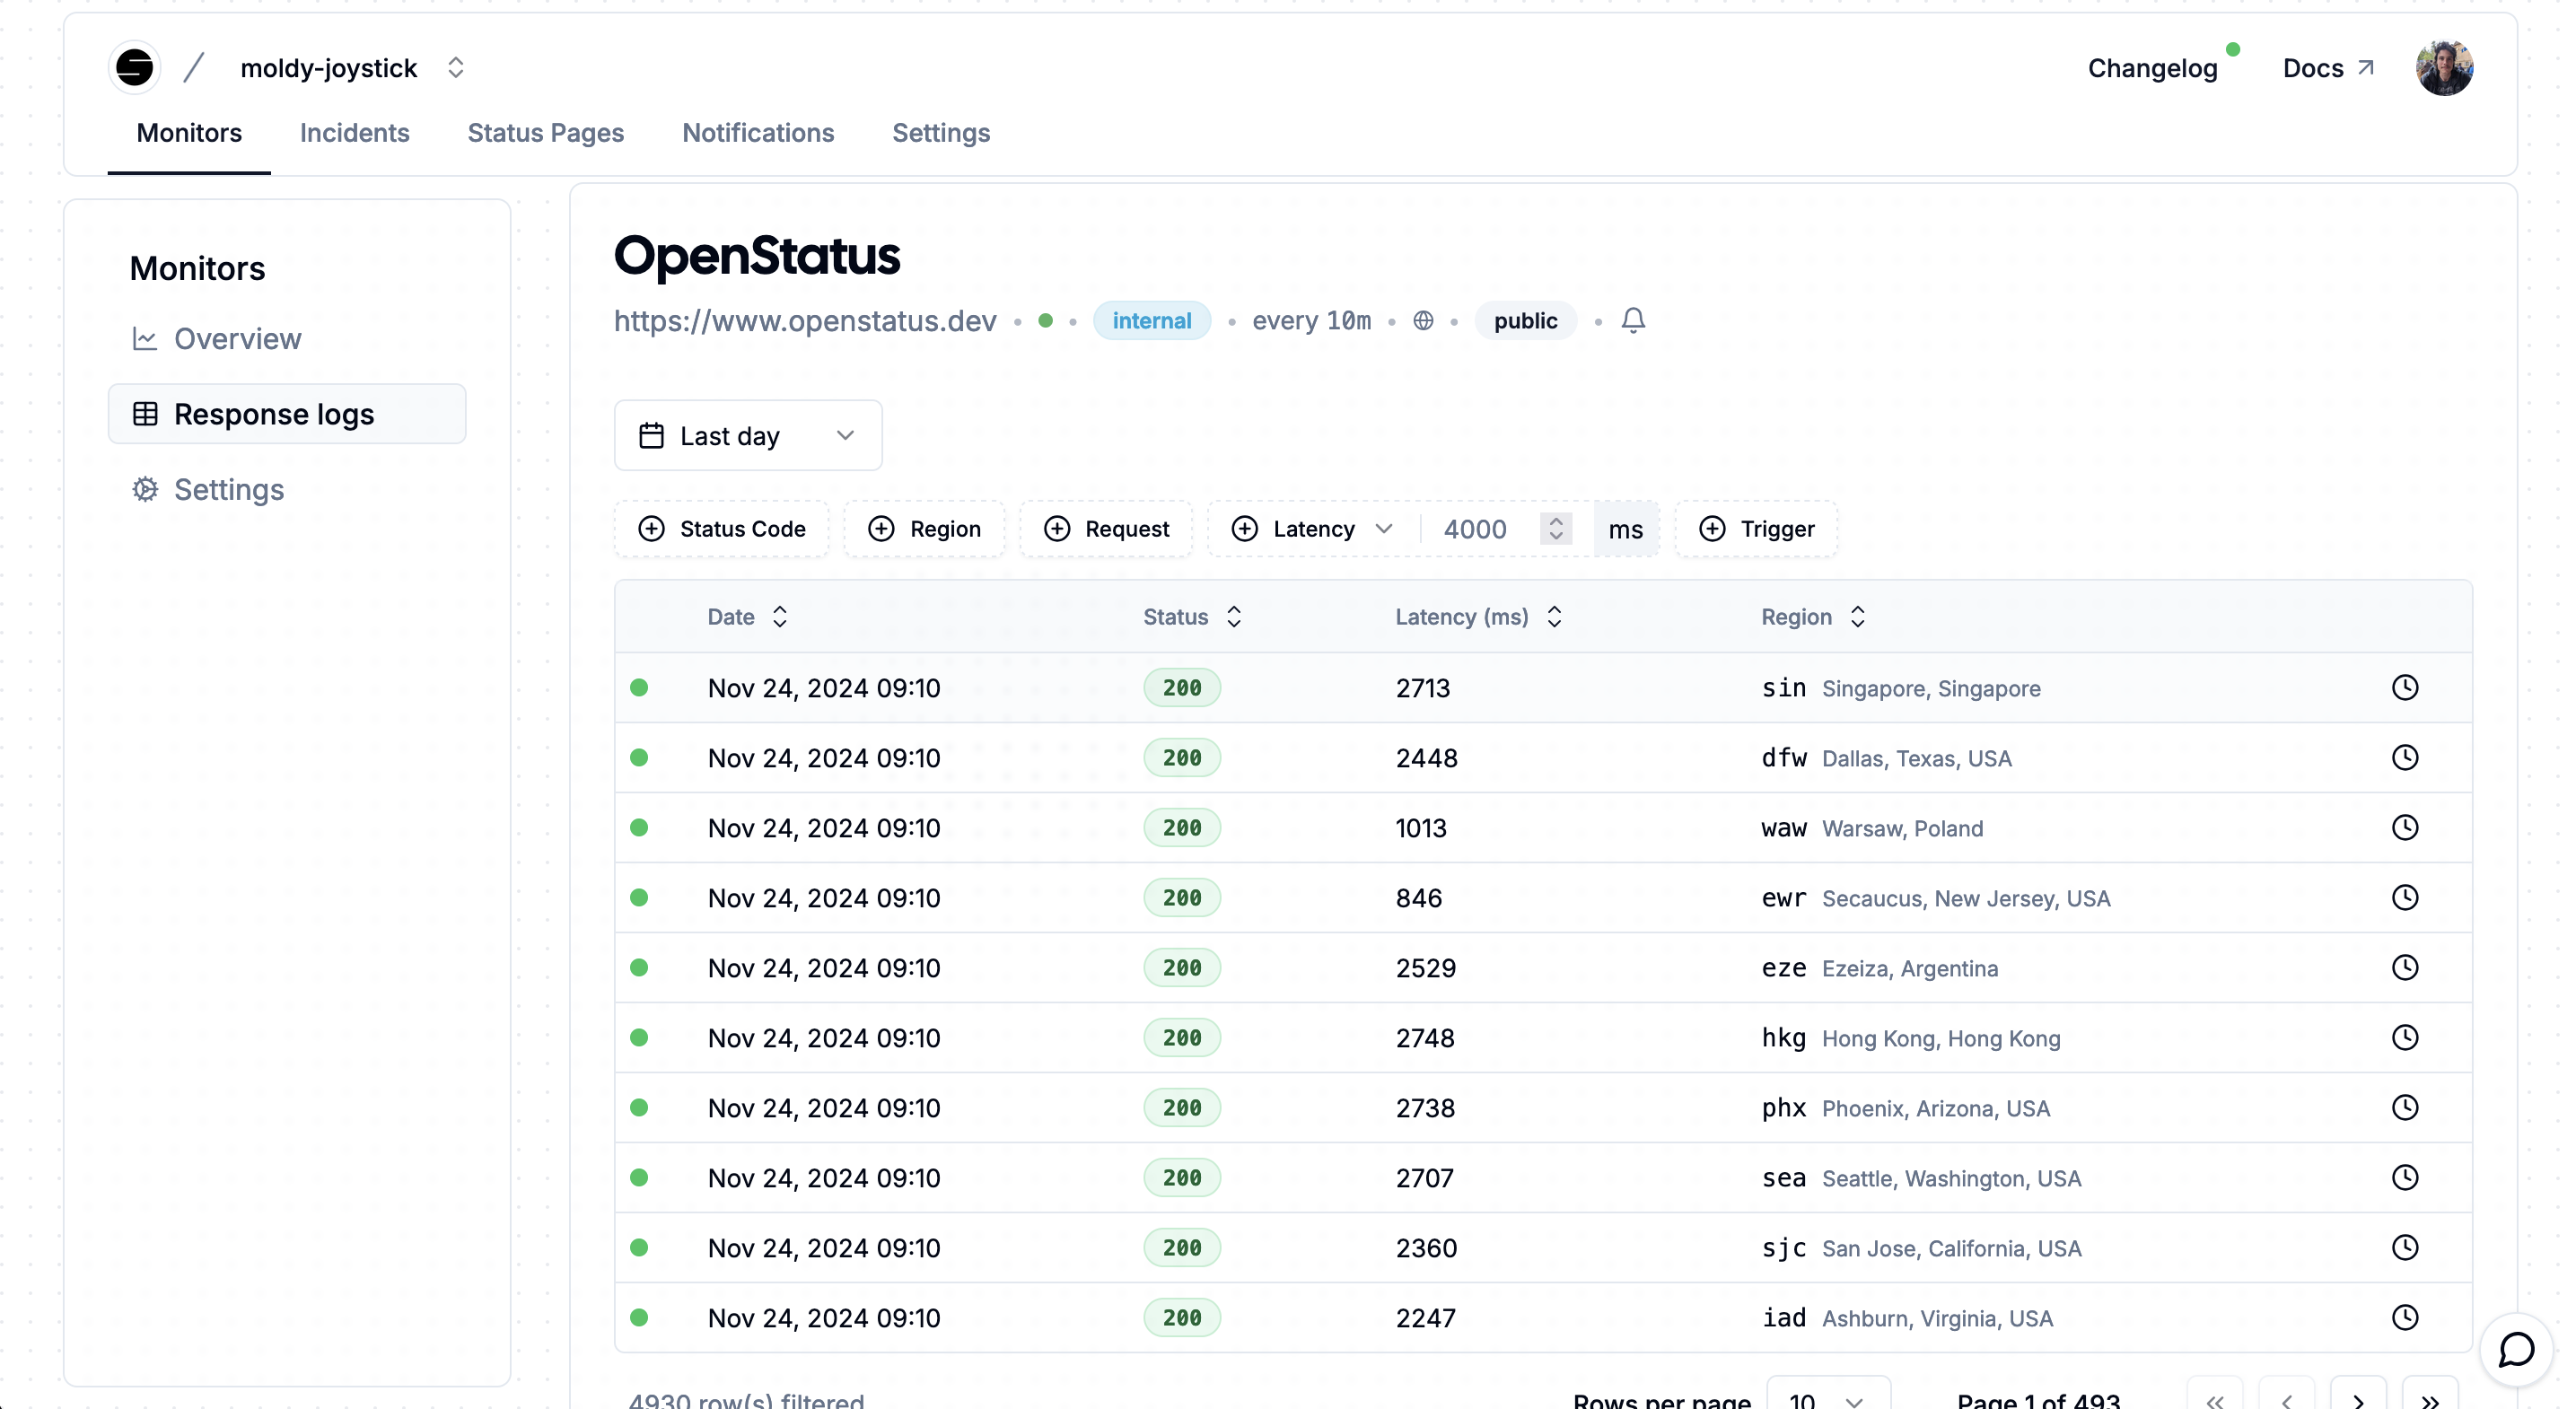 moldy-joystick
Changelog Docs
Monitors Incidents Status Pages Notifications Settings
Monitors
Overview
Response logs
Settings
OpenStatus
https://www.openstatus.dev • • internal • every 10m • • public •
Last day
Status Code Region Request Latency 4000 ms Trigger
Date Status Latency (ms) Region
Nov 24, 2024 09:10 200 2713 sin Singapore, Singapore
Nov 24, 2024 09:10 200 2448 dfw Dallas, Texas, USA
Nov 24, 2024 09:10 200 1013 waw Warsaw, Poland
Nov 24, 2024 09:10 200 846 ewr Secaucus, New Jersey, USA
Nov 24, 2024 09:10 200 2529 eze Ezeiza, Argentina
Nov 24, 2024 09:10 200 2748 hkg Hong Kong, Hong Kong
Nov 24, 2024 09:10 200 2738 phx Phoenix, Arizona, USA
Nov 24, 2024 09:10 200 2707 sea Seattle, Washington, USA
Nov 24, 2024 09:10 200 2360 sjc San Jose, California, USA
Nov 24, 2024 09:10 200 2247 iad Ashburn, Virginia, USA
4930 row(s) filtered Rows per page 10 Page 1 of 493